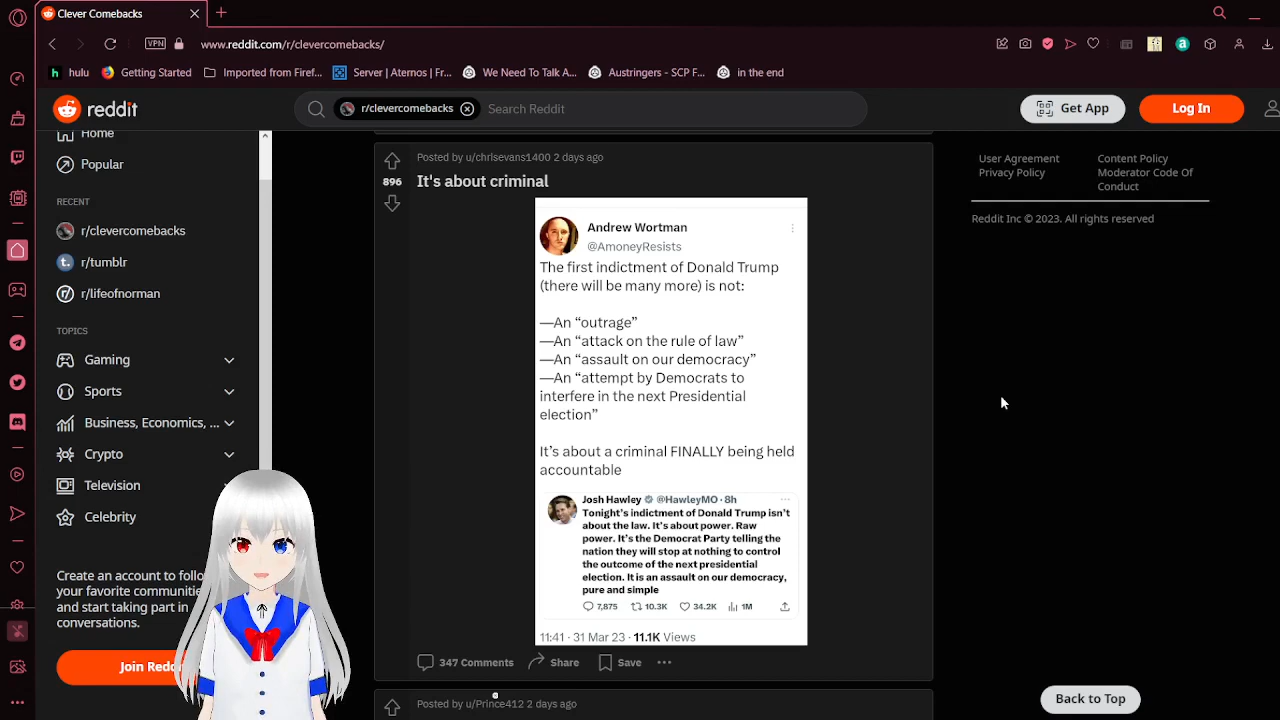 Clever Comebacks
VPN
www.reddit.com/r/clevercomebacks/
h hulu
Getting Started
Imported from Firef...
Server | Aternos | Fr...
We Need To Talk A...
Austringers - SCP F...
in the end
reddit
r/clevercomebacks
Search Reddit
Get App
Log In
Home
Popular
RECENT
r/clevercomebacks
r/tumblr
r/lifeofnorman
TOPICS
Gaming
Sports
Business, Economics, ...
Crypto
Television
Celebrity
Create an account to follo
your favorite communities
and start taking part in
conversations.
Join Reddi
Posted by u/chrisevans1400 2 days ago
896
It's about criminal
Andrew Wortman
@AmoneyResists
The first indictment of Donald Trump
(there will be many more) is not:
—An “outrage”
—An “attack on the rule of law”
—An “assault on our democracy”
—An “attempt by Democrats to
interfere in the next Presidential
election”
It’s about a criminal FINALLY being held
accountable
Josh Hawley @HawleyMO · 8h
Tonight’s indictment of Donald Trump isn’t
about the law. It’s about power. Raw
power. It’s the Democrat Party telling the
nation they will stop at nothing to control
the outcome of the next presidential
election. It is an assault on our democracy,
pure and simple
7,875 10.3K 34.2K 1M
11:41 · 31 Mar 23 · 11.1K Views
347 Comments Share Save
Posted by u/Prince412 2 days ago
User Agreement
Privacy Policy
Content Policy
Moderator Code Of
Conduct
Reddit Inc © 2023. All rights reserved
Back to Top